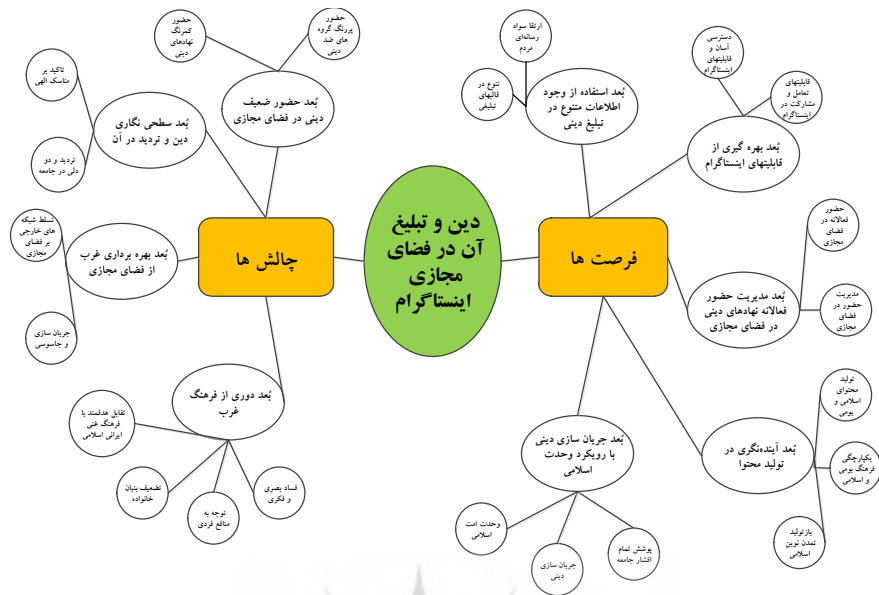 دین و تبلیغ
آن در فضای
مجازی
اینستاگرام
فرصت ها
بُعد استفاده از وجود
اطلاعات متنوع در
تبلیغ دینی
ارتقا سواد
رسانه‌ای
مردم
تنوع در
قالبهای
تبلیغی
بُعد بهره گیری از
قابلیتهای اینستاگرام
دسترسی
آسان و
قابلیتهای
اینستاگرام
قابلیتهای
تعامل و
مشارکت در
اینستاگرام
بُعد مدیریت حضور
فعالانه نهادهای دینی
در فضای مجازی
حضور
فعالانه در
فضای
مجازی
مدیریت
حضور در
فضای
مجازی
بُعد آینده‌نگری در
تولید محتوا
تولید
محتوای
اسلامی و
بومی
یکپارچگی
فرهنگ بومی
و اسلامی
بازتولید
تمدن نوین
اسلامی
بُعد جریان سازی دینی
با رویکرد وحدت
اسلامی
پوشش تمام
اقشار جامعه
جریان سازی
دینی
وحدت امت
اسلامی
چالش ها
بُعد حضور ضعیف
دینی در فضای مجازی
حضور
پررنگ گروه
های ضد
دینی
حضور
کمرنگ
نهادهای
دینی
بُعد سطحی نگاری
دین و تردید در آن
تاکید بر
مناسک الهی
تردید و دو
دلی در جامعه
بُعد بهره برداری غرب
از فضای مجازی
تسلط شبکه
های خارجی
بر فضای
مجازی
جریان سازی
و جاسوسی
بُعد دوری از فرهنگ
غرب
تقابل هدفمند با
فرهنگ غنی
ایرانی اسلامی
تضعیف بنیان
خانواده
توجه به
منافع فردی
فساد بصری
و فکری